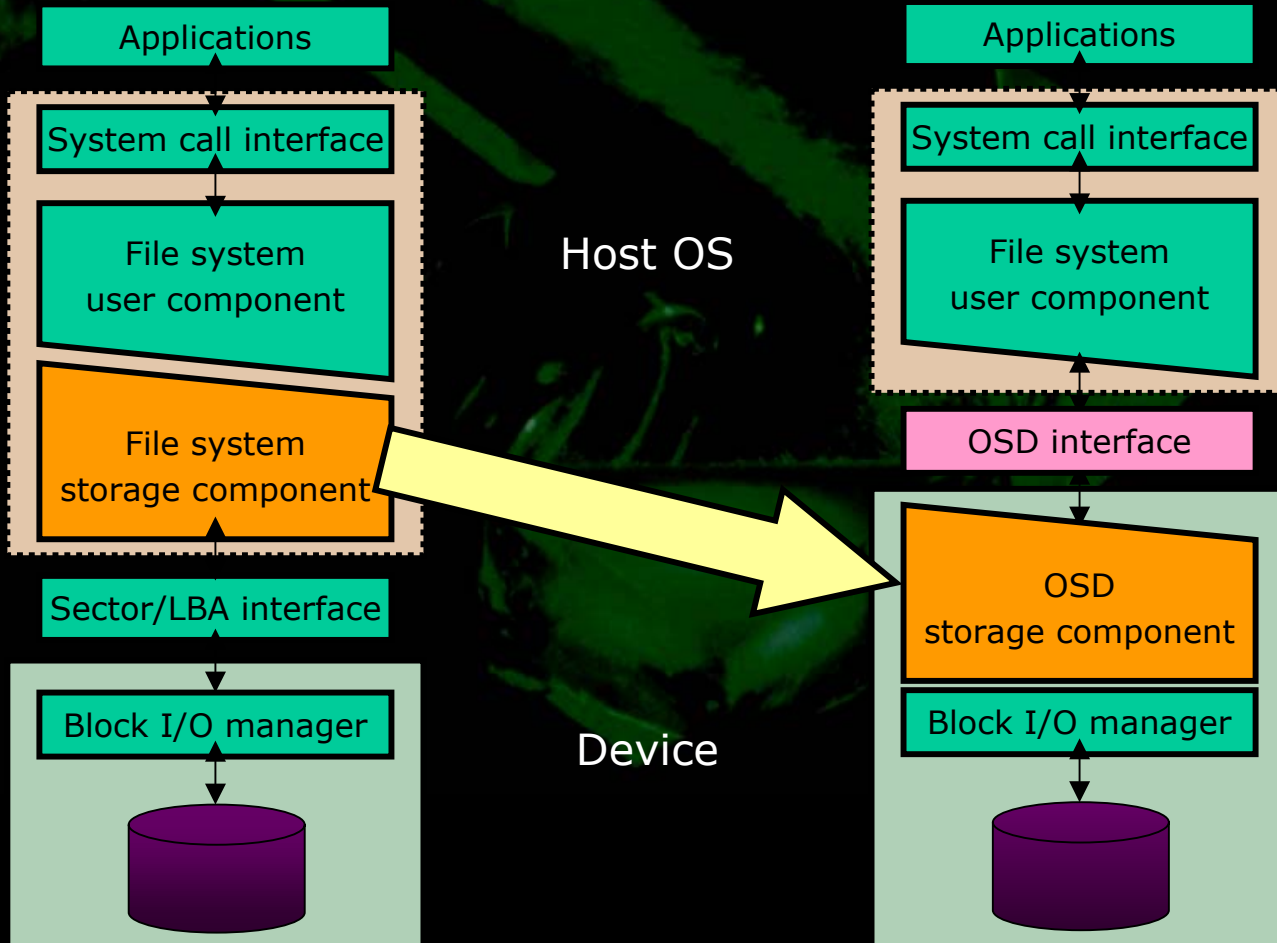 Applications
System call interface
File system
user component
File system
storage component
Sector/LBA interface
Block I/O manager
Host OS
Device
Applications
System call interface
File system
user component
OSD interface
OSD
storage component
Block I/O manager